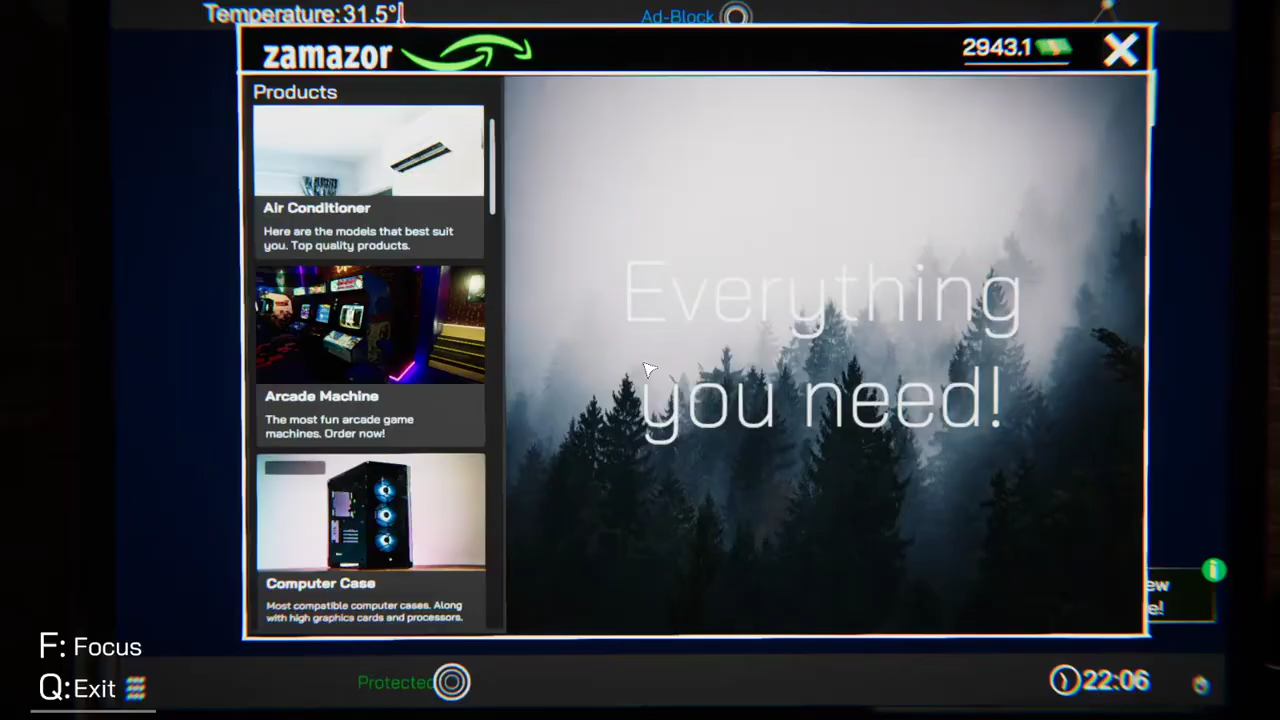 Temperature: 31.5°
Ad-Block
zamazor
2943.1
Products
Air Conditioner
Here are the models that best suit
you. Top quality products.
Arcade Machine
The most fun arcade game
machines. Order now!
Computer Case
Most compatible computer cases. Along
with high graphics cards and processors.
Everything
you need!
F: Focus
Q: Exit
Protected
22:06